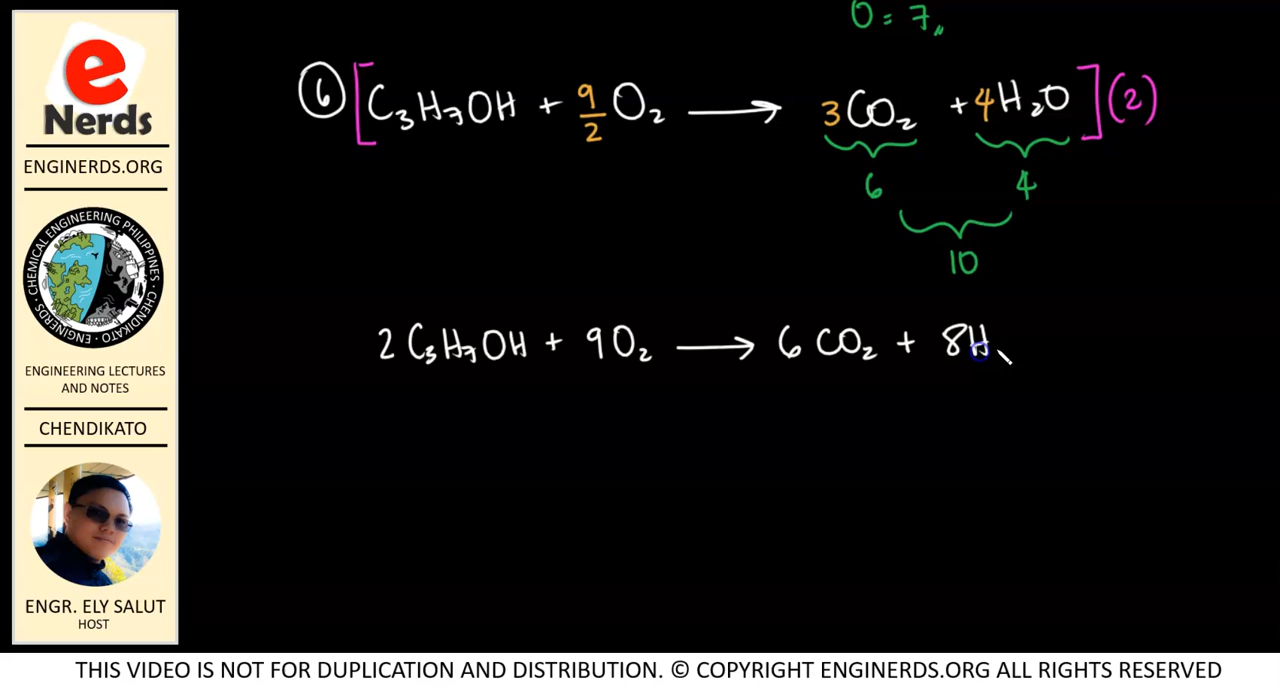 O = 7,,
⑥ [C₃H₇OH + 9/2 O₂ ⟶ 3CO₂ + 4H₂O](2)
6 4
10
2C₃H₇OH + 9O₂ ⟶ 6CO₂ + 8H
e
Nerds
ENGINERDS.ORG
CHEMICAL ENGINEERING PHILIPPINES
CHENDIKATO · ENGINERDS
ENGINEERING LECTURES
AND NOTES
CHENDIKATO
ENGR. ELY SALUT
HOST
THIS VIDEO IS NOT FOR DUPLICATION AND DISTRIBUTION. © COPYRIGHT ENGINERDS.ORG ALL RIGHTS RESERVED